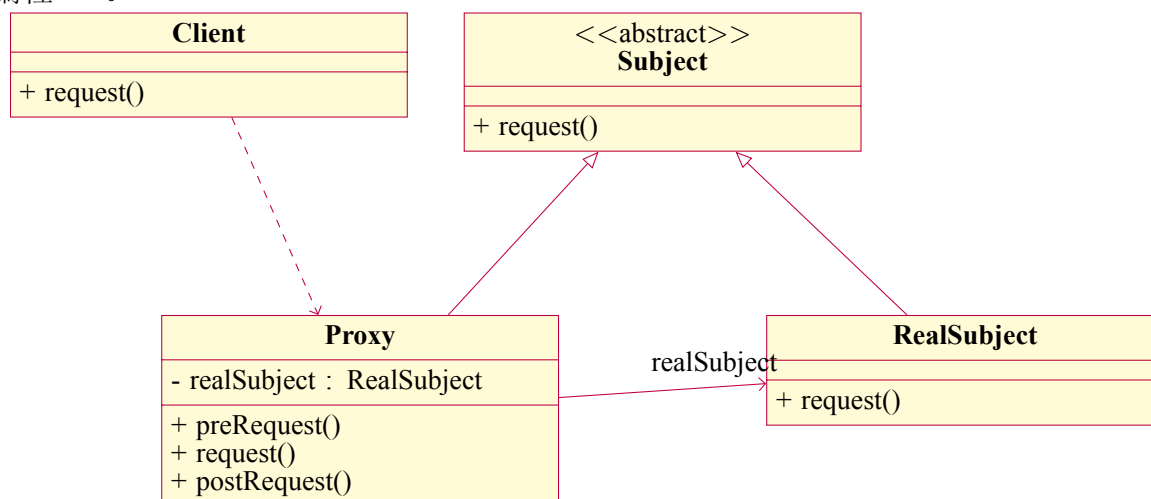 Client
+ request()
<<abstract>>
Subject
+ request()
Proxy
- realSubject : RealSubject
+ preRequest()
+ request()
+ postRequest()
realSubject
RealSubject
+ request()